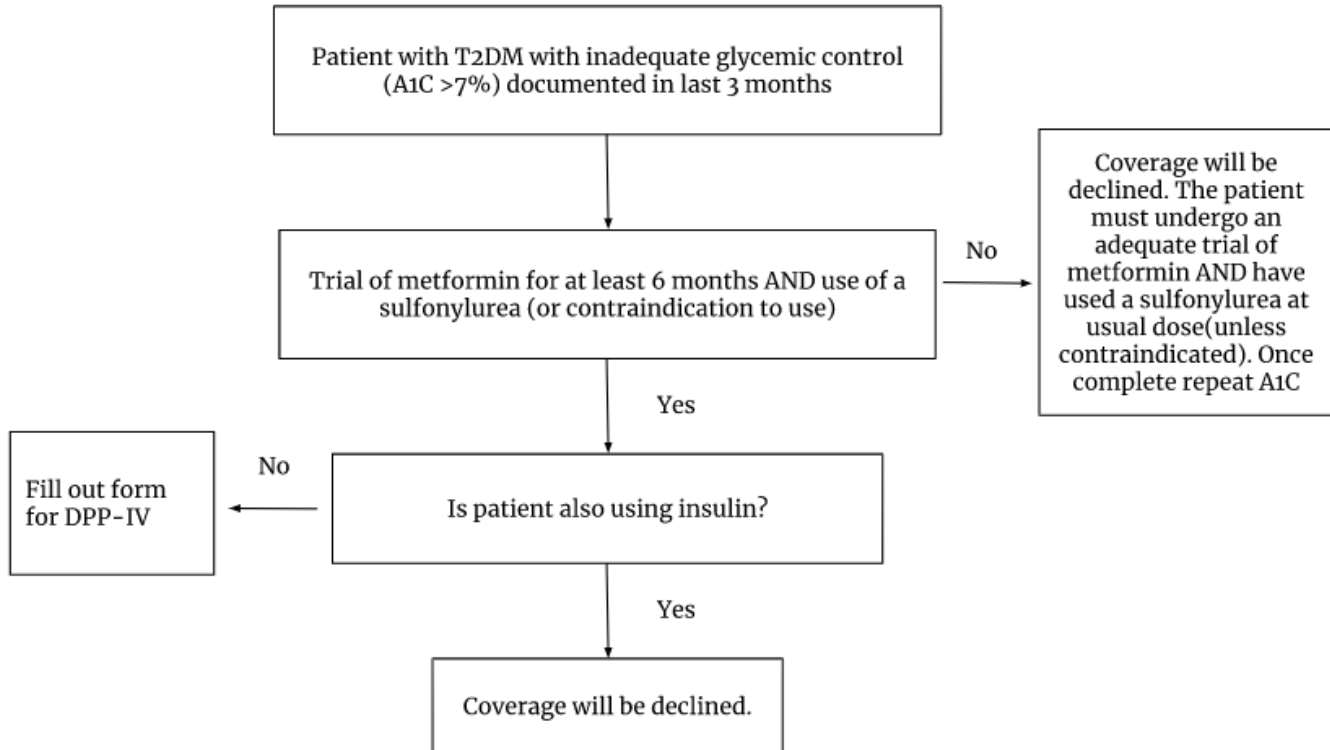 Patient with T2DM with inadequate glycemic control
(A1C >7%) documented in last 3 months
Trial of metformin for at least 6 months AND use of a
sulfonylurea (or contraindication to use)
No
Coverage will be
declined. The patient
must undergo an
adequate trial of
metformin AND have
used a sulfonylurea at
usual dose(unless
contraindicated). Once
complete repeat A1C
Yes
Is patient also using insulin?
No
Fill out form
for DPP-IV
Yes
Coverage will be declined.